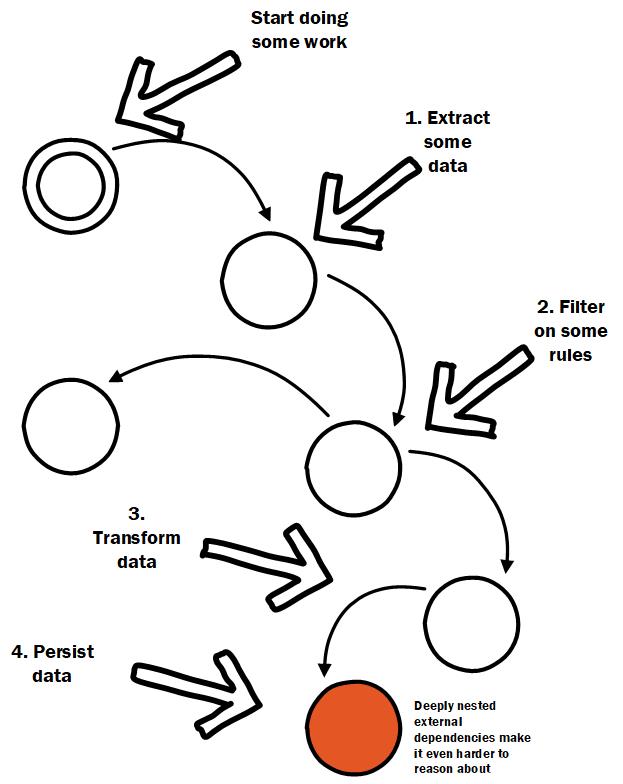 Start doing
some work
1. Extract
some
data
2. Filter
on some
rules
3.
Transform
data
4. Persist
data
Deeply nested
external
dependencies make
it even harder to
reason about